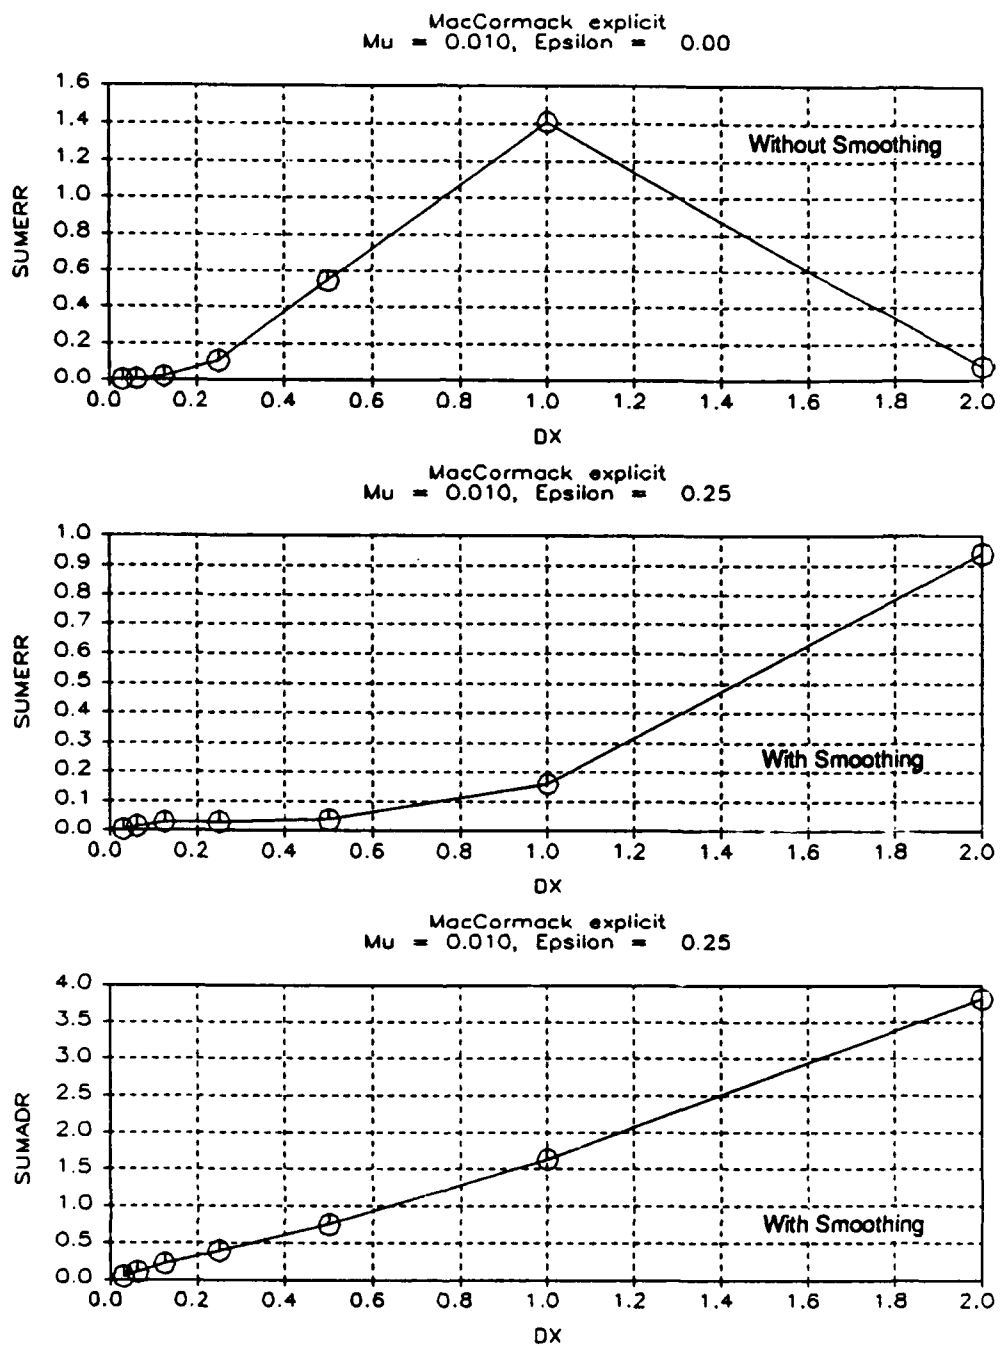 MacCormack explicit
Mu = 0.010, Epsilon = 0.00
1.6
1.4
1.2
1.0
0.8
0.6
0.4
0.2
0.0
SUMERR
Without Smoothing
0.0 0.2 0.4 0.6 0.8 1.0 1.2 1.4 1.6 1.8 2.0
DX
MacCormack explicit
Mu = 0.010, Epsilon = 0.25
1.0
0.9
0.8
0.7
0.6
0.5
0.4
0.3
0.2
0.1
0.0
SUMERR
With Smoothing
0.0 0.2 0.4 0.6 0.8 1.0 1.2 1.4 1.6 1.8 2.0
DX
MacCormack explicit
Mu = 0.010, Epsilon = 0.25
4.0
3.5
3.0
2.5
2.0
1.5
1.0
0.5
0.0
SUMADR
With Smoothing
0.0 0.2 0.4 0.6 0.8 1.0 1.2 1.4 1.6 1.8 2.0
DX